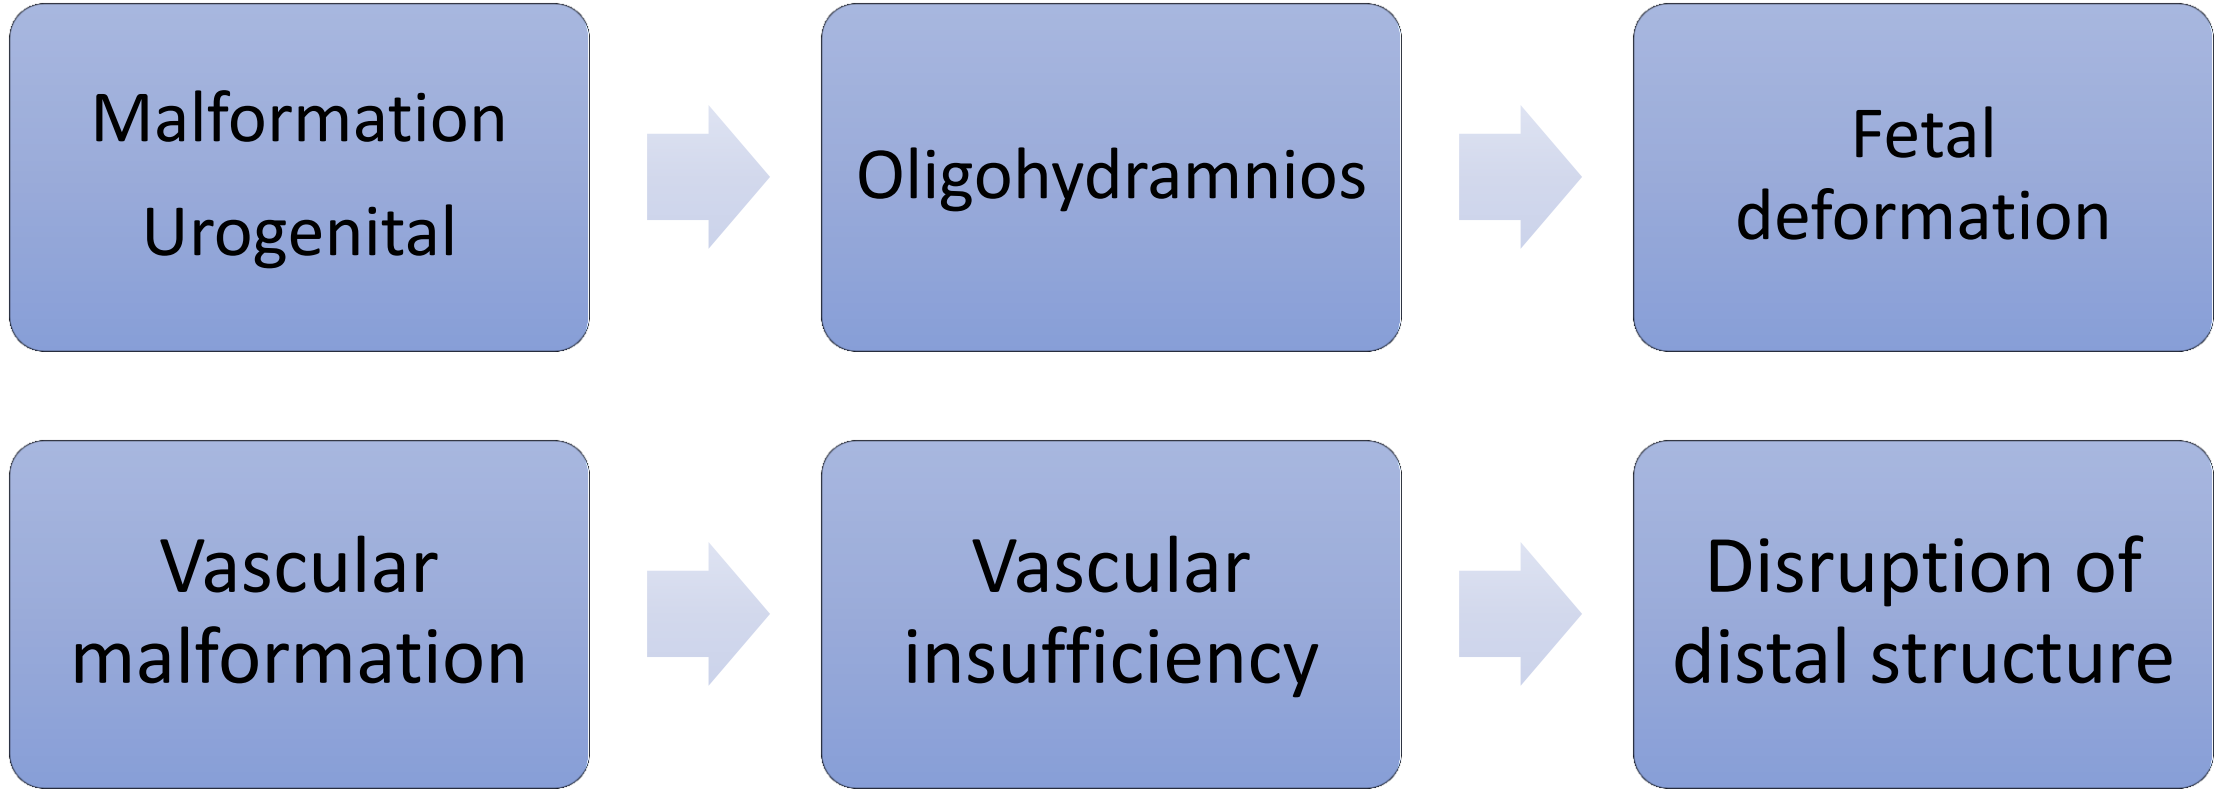 Malformation
Urogenital
Oligohydramnios
Fetal
deformation
Vascular
malformation
Vascular
insufficiency
Disruption of
distal structure